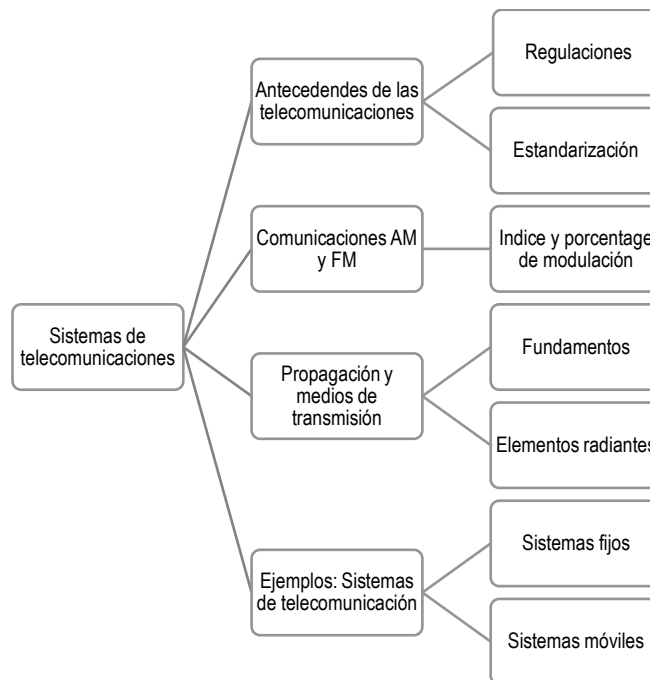 Sistemas de
telecomunicaciones
Antecedendes de las
telecomunicaciones
Regulaciones
Estandarización
Comunicaciones AM
y FM
Indice y porcentage
de modulación
Propagación y
medios de
transmisión
Fundamentos
Elementos radiantes
Ejemplos: Sistemas
de telecomunicación
Sistemas fijos
Sistemas móviles